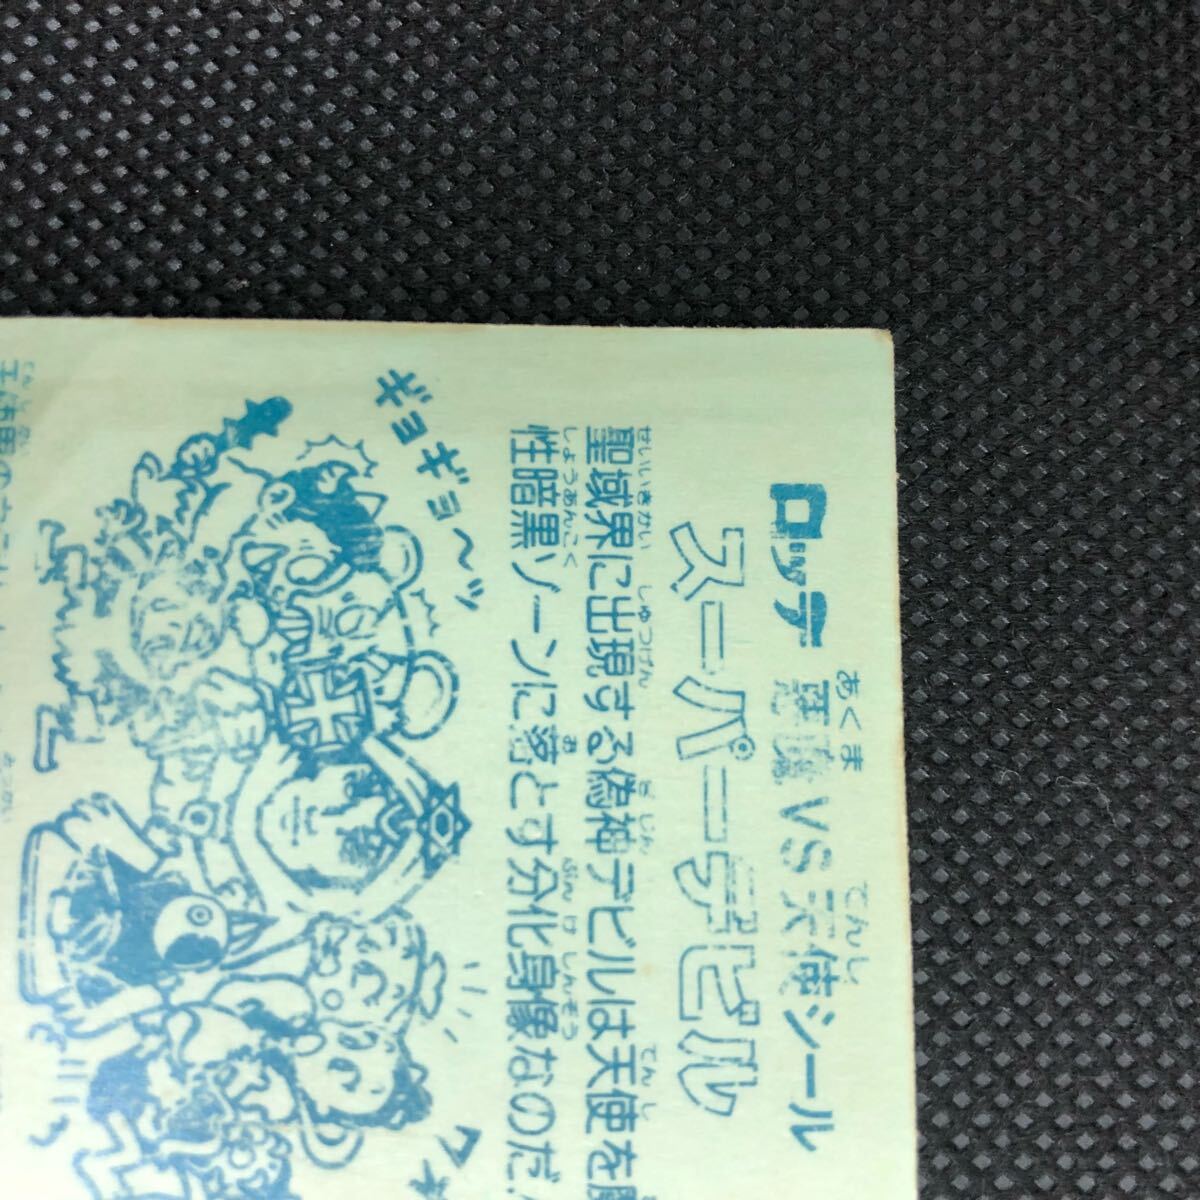 ロッテ 悪魔VS天使シール
あくま てんし
スーパーデビル
せいいきかい しゅつげん ぎしん てんし
聖域界に出現する偽神デビルは天使を
しょうあんこく お ぶんけしんぞう
性暗黒ゾーンに落とす分化身像なのだ
ギョギョ〜ッ